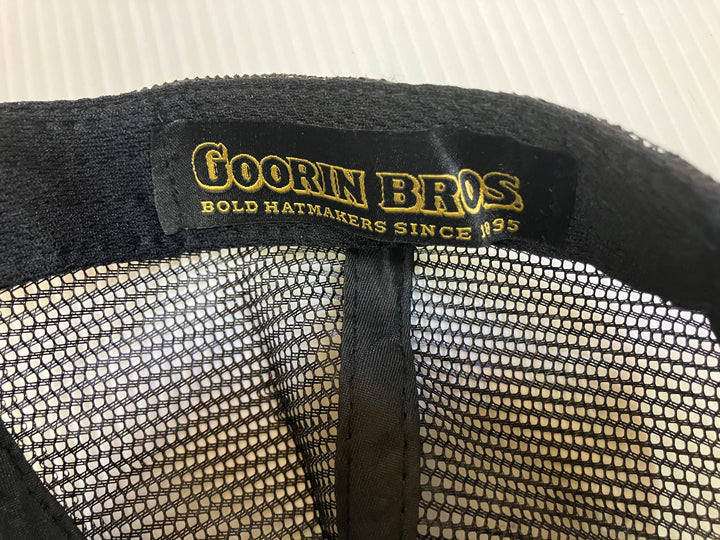 GOORIN BROS.
BOLD HATMAKERS SINCE 1895